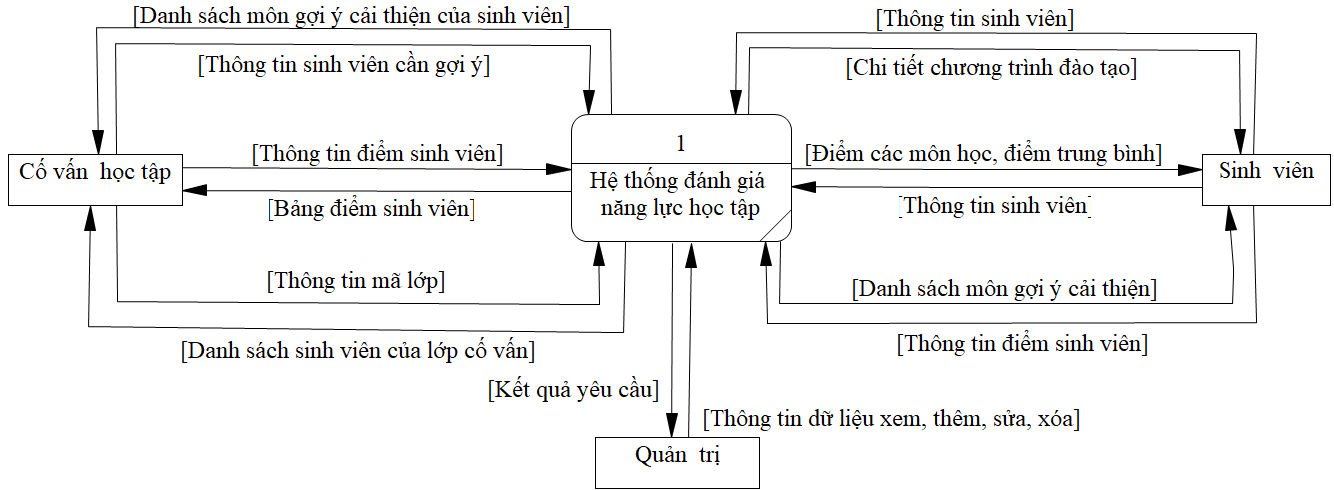 [Danh sách môn gợi ý cải thiện của sinh viên]
[Thông tin sinh viên]
[Thông tin sinh viên cần gợi ý]
[Chi tiết chương trình đào tạo]
1
[Thông tin điểm sinh viên]
[Điểm các môn học, điểm trung bình]
Cố vấn học tập
Hệ thống đánh giá
năng lực học tập
Sinh viên
[Bảng điểm sinh viên]
[Thông tin sinh viên]
[Thông tin mã lớp]
[Danh sách môn gợi ý cải thiện]
[Danh sách sinh viên của lớp cố vấn]
[Thông tin điểm sinh viên]
[Kết quả yêu cầu]
[Thông tin dữ liệu xem, thêm, sửa, xóa]
Quản trị